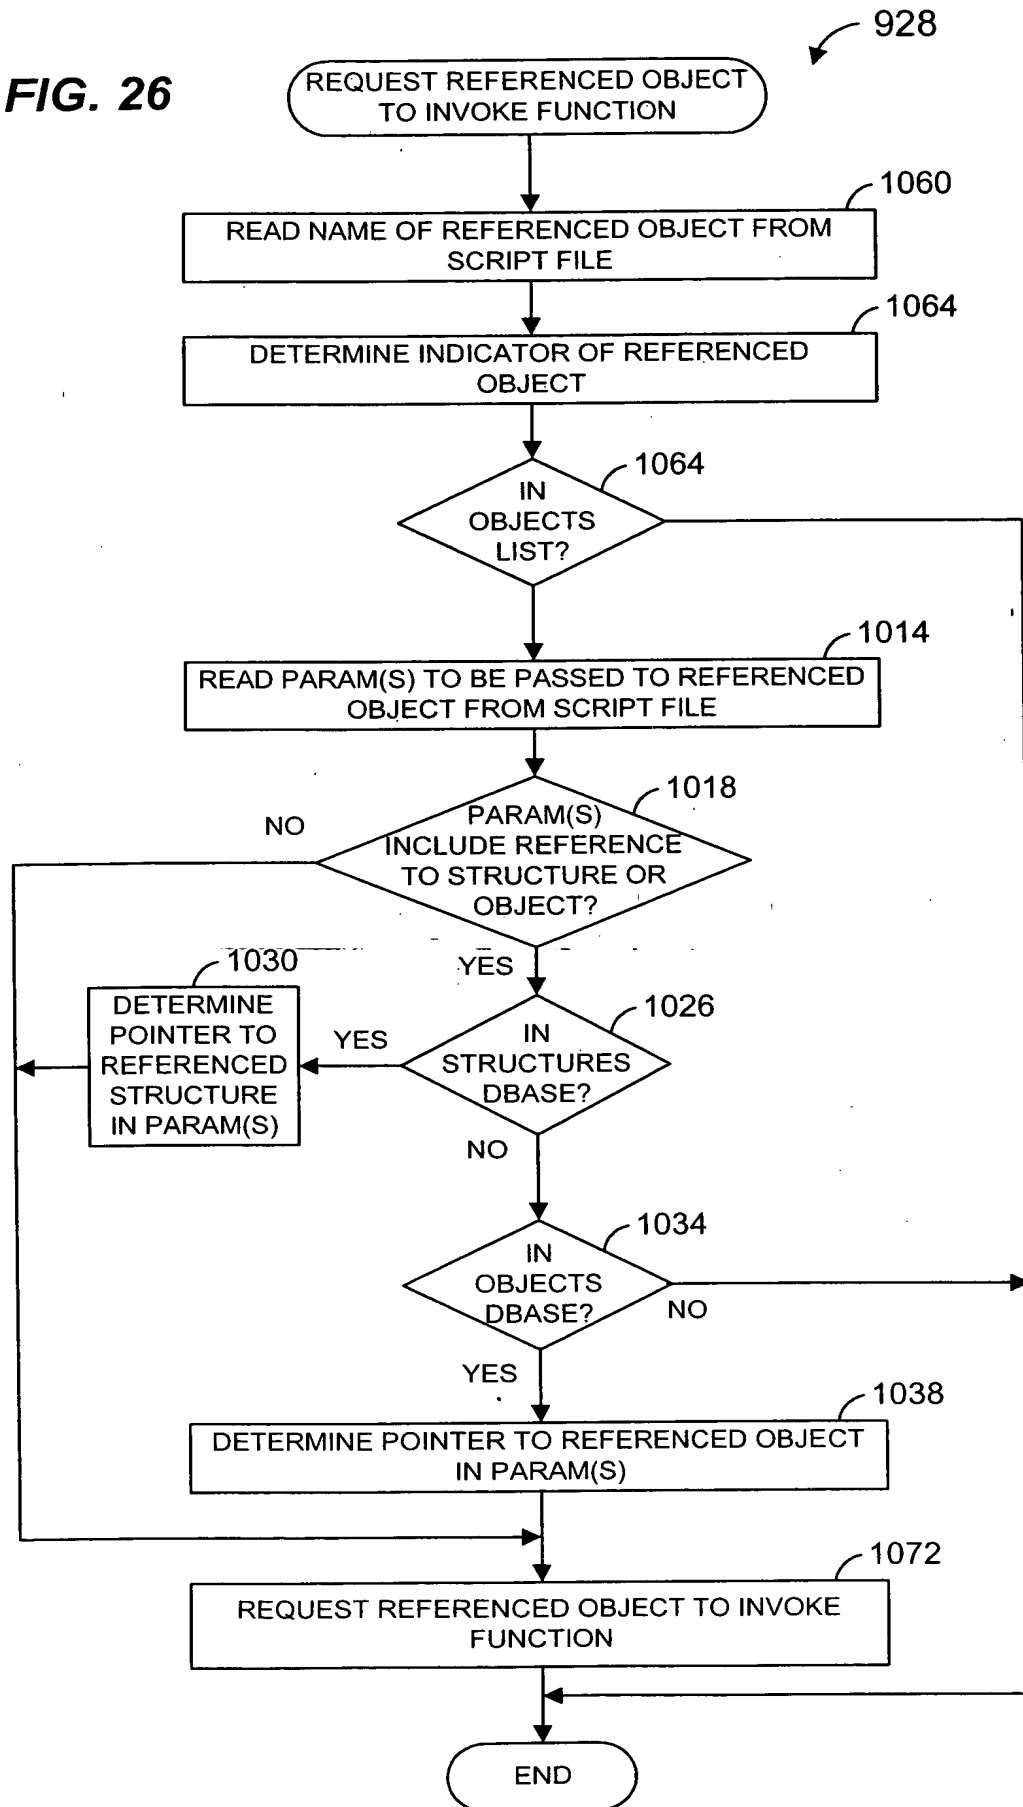 928
FIG. 26
REQUEST REFERENCED OBJECT
TO INVOKE FUNCTION
1060
READ NAME OF REFERENCED OBJECT FROM
SCRIPT FILE
1064
DETERMINE INDICATOR OF REFERENCED
OBJECT
1064
IN
OBJECTS
LIST?
1014
READ PARAM(S) TO BE PASSED TO REFERENCED
OBJECT FROM SCRIPT FILE
1018
NO
PARAM(S)
INCLUDE REFERENCE
TO STRUCTURE OR
OBJECT?
YES
1030
DETERMINE
POINTER TO
REFERENCED
STRUCTURE
IN PARAM(S)
YES
1026
IN
STRUCTURES
DBASE?
NO
1034
IN
OBJECTS
DBASE?
NO
YES
1038
DETERMINE POINTER TO REFERENCED OBJECT
IN PARAM(S)
1072
REQUEST REFERENCED OBJECT TO INVOKE
FUNCTION
END